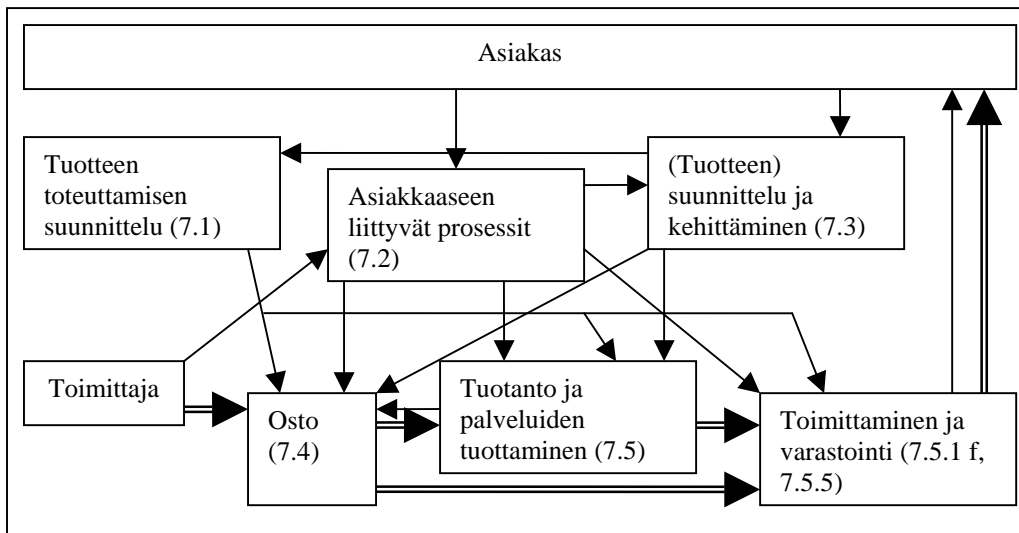 Asiakas
Tuotteen
toteuttamisen
suunnittelu (7.1)
Asiakkaaseen
liittyvät prosessit
(7.2)
(Tuotteen)
suunnittelu ja
kehittäminen (7.3)
Toimittaja
Osto
(7.4)
Tuotanto ja
palveluiden
tuottaminen (7.5)
Toimittaminen ja
varastointi (7.5.1 f,
7.5.5)